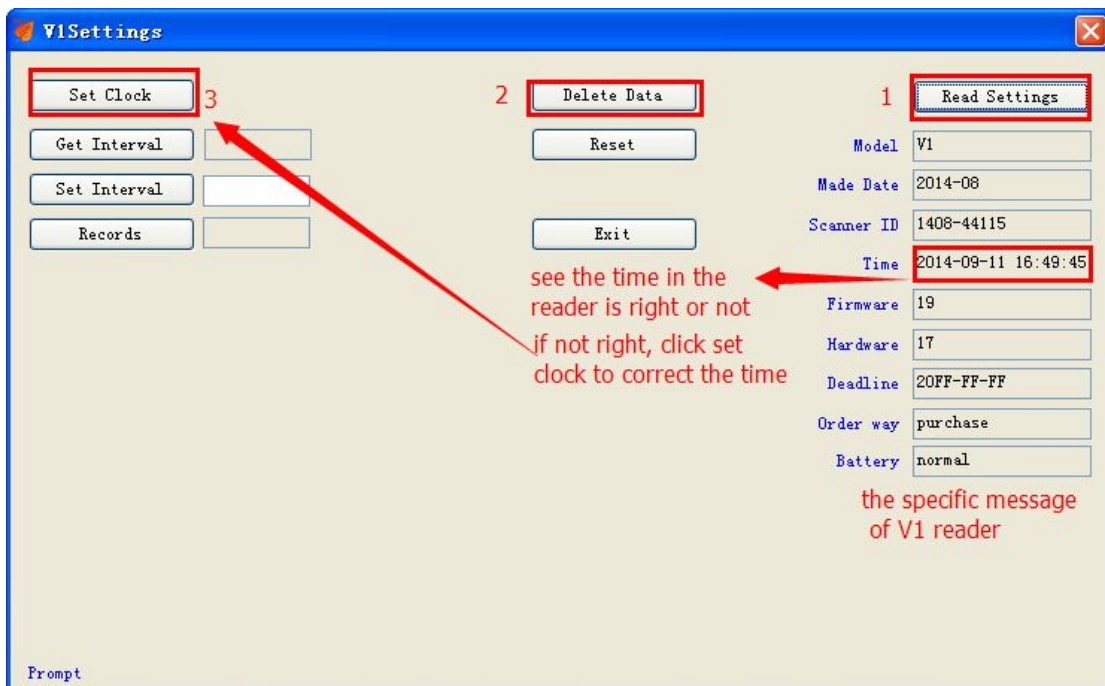 V1Settings
Set Clock
3
2
Delete Data
1
Read Settings
Get Interval
Reset
Model
V1
Set Interval
Made Date
2014-08
Records
Exit
Scanner ID
1408-44115
Time
2014-09-11 16:49:45
see the time in the
reader is right or not
Firmware
19
if not right, click set
clock to correct the time
Hardware
17
Deadline
20FF-FF-FF
Order way
purchase
Battery
normal
the specific message
of V1 reader
Prompt